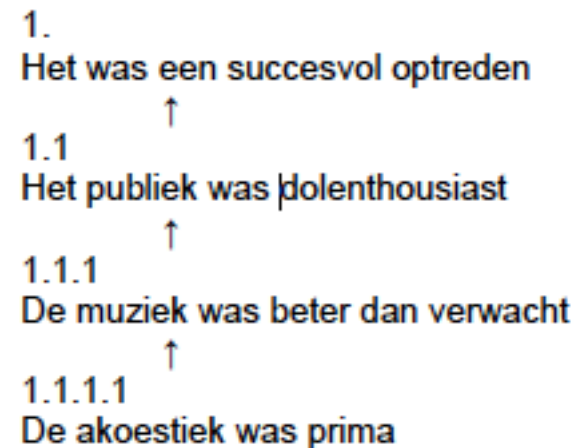 1.
Het was een succesvol optreden
↑
1.1
Het publiek was dolenthousiast
↑
1.1.1
De muziek was beter dan verwacht
↑
1.1.1.1
De akoestiek was prima